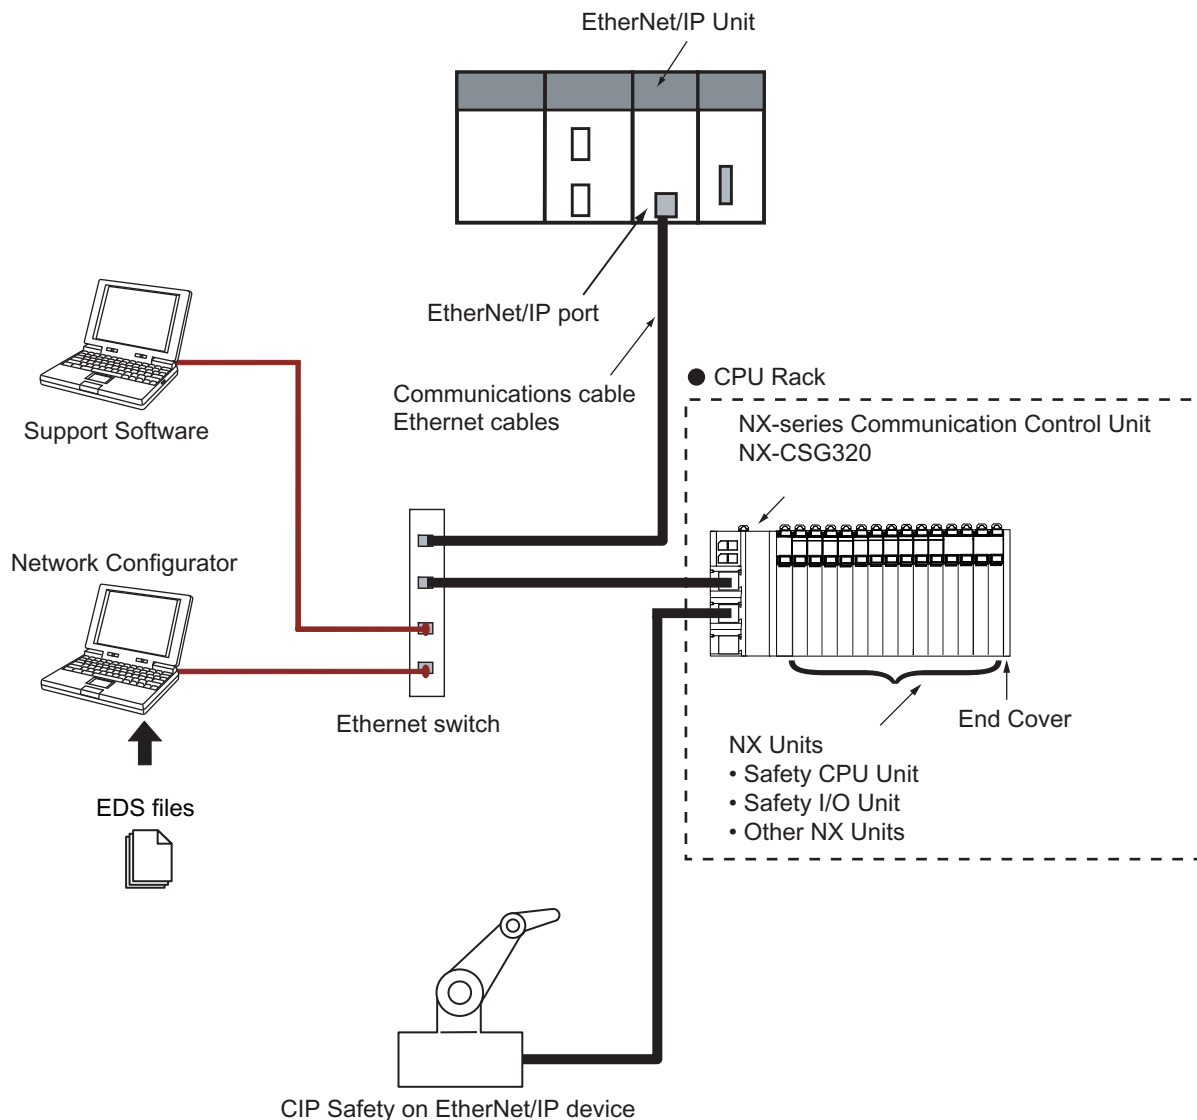 EtherNet/IP Unit
EtherNet/IP port
Communications cable
Ethernet cables
Support Software
● CPU Rack
NX-series Communication Control Unit
NX-CSG320
Network Configurator
Ethernet switch
End Cover
NX Units
• Safety CPU Unit
• Safety I/O Unit
• Other NX Units
EDS files
CIP Safety on EtherNet/IP device